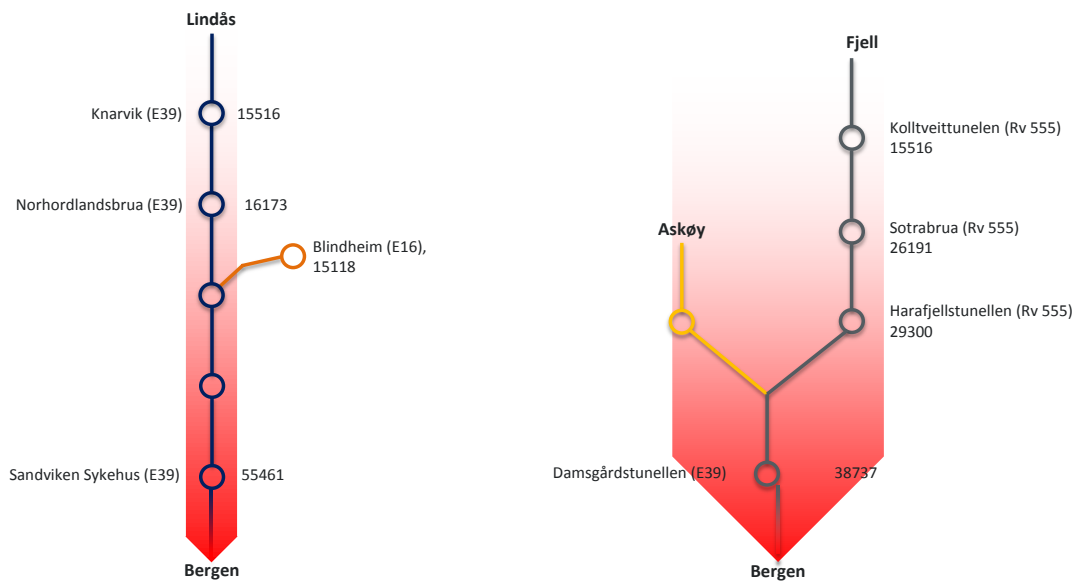 Lindås
Knarvik (E39) 15516
Norhordlandsbrua (E39) 16173
Blindheim (E16),
15118
Sandviken Sykehus (E39) 55461
Bergen
Fjell
Kolltveittunelen (Rv 555)
15516
Askøy
Sotrabrua (Rv 555)
26191
Harafjellstunellen (Rv 555)
29300
Damsgårdstunellen (E39) 38737
Bergen